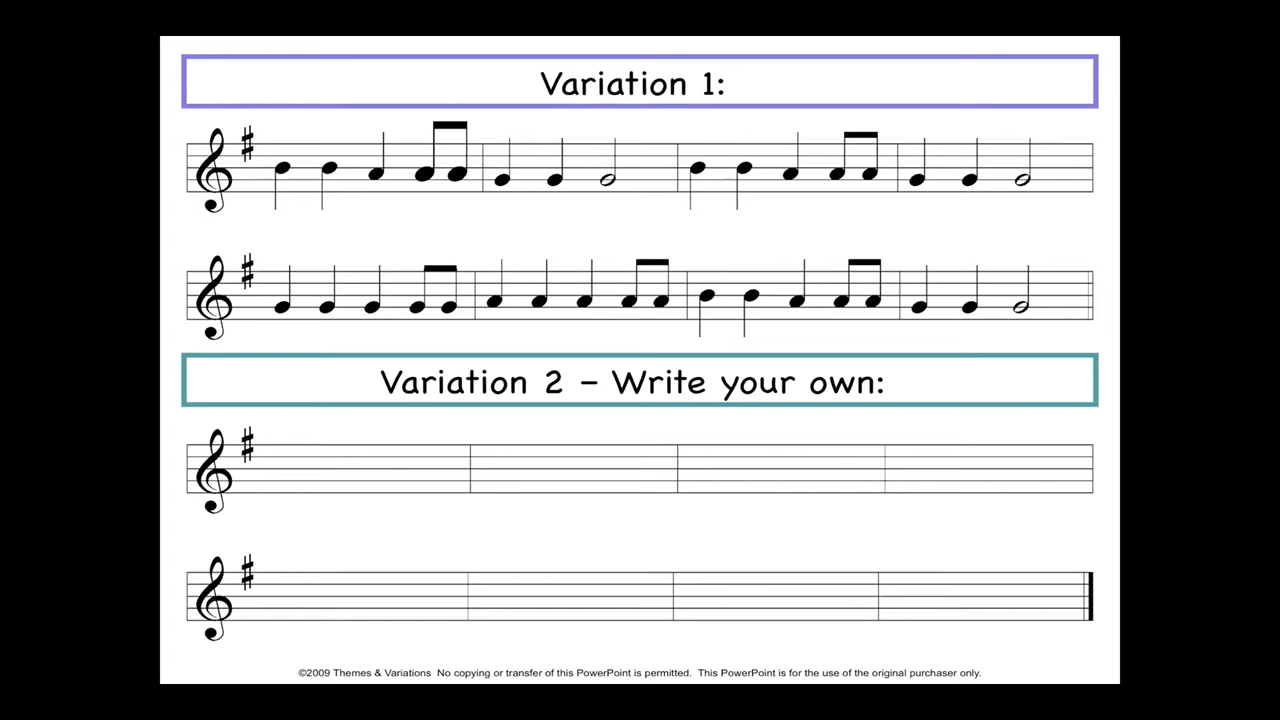 Variation 1:
Variation 2 – Write your own:
©2009 Themes & Variations No copying or transfer of this PowerPoint is permitted. This PowerPoint is for the use of the original purchaser only.